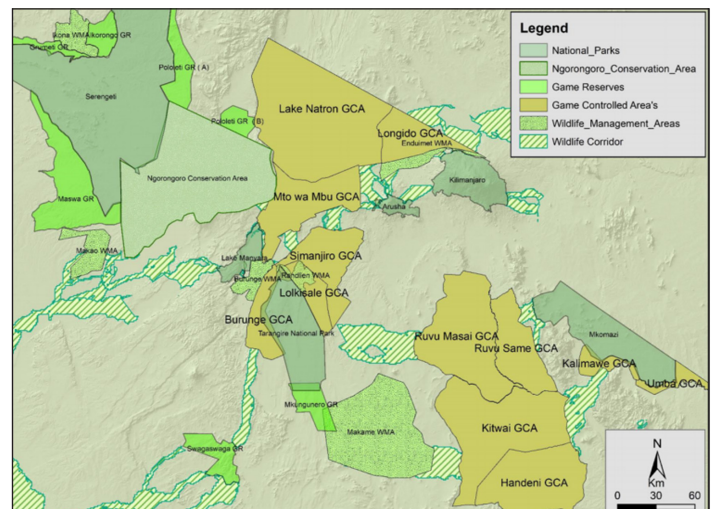 Ikona WMA
Ikorongo GR
Grumeti GR
Pololeti GR ( A)
Serengeti
Pololeti GR (B)
Lake Natron GCA
Longido GCA
Enduimet WMA
Ngorongoro Conservation Area
Kilimanjaro
Maswa GR
Mto wa Mbu GCA
Arusha
Makao WMA
Lake Manyara
Simanjiro GCA
Burunge WMA
Randilen WMA
Lolkisale GCA
Burunge GCA
Tarangire National Park
Ruvu Masai GCA
Ruvu Same GCA
Mkomazi
Kalimawe GCA
Umba GCA
Mkungunero GR
Makame WMA
Kitwai GCA
Swagaswaga GR
Handeni GCA
Legend
National_Parks
Ngorongoro_Conservation_Area
Game Reserves
Game Controlled Area's
Wildlife_Management_Areas
Wildlife Corridor
N
Km
0 30 60